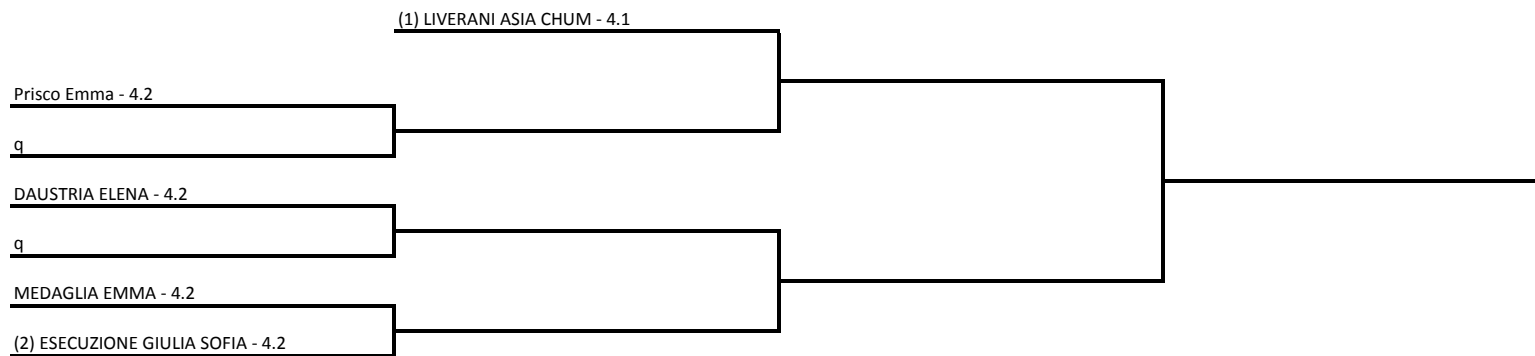 (1) LIVERANI ASIA CHUM - 4.1
Prisco Emma - 4.2
q
DAUSTRIA ELENA - 4.2
q
MEDAGLIA EMMA - 4.2
(2) ESECUZIONE GIULIA SOFIA - 4.2